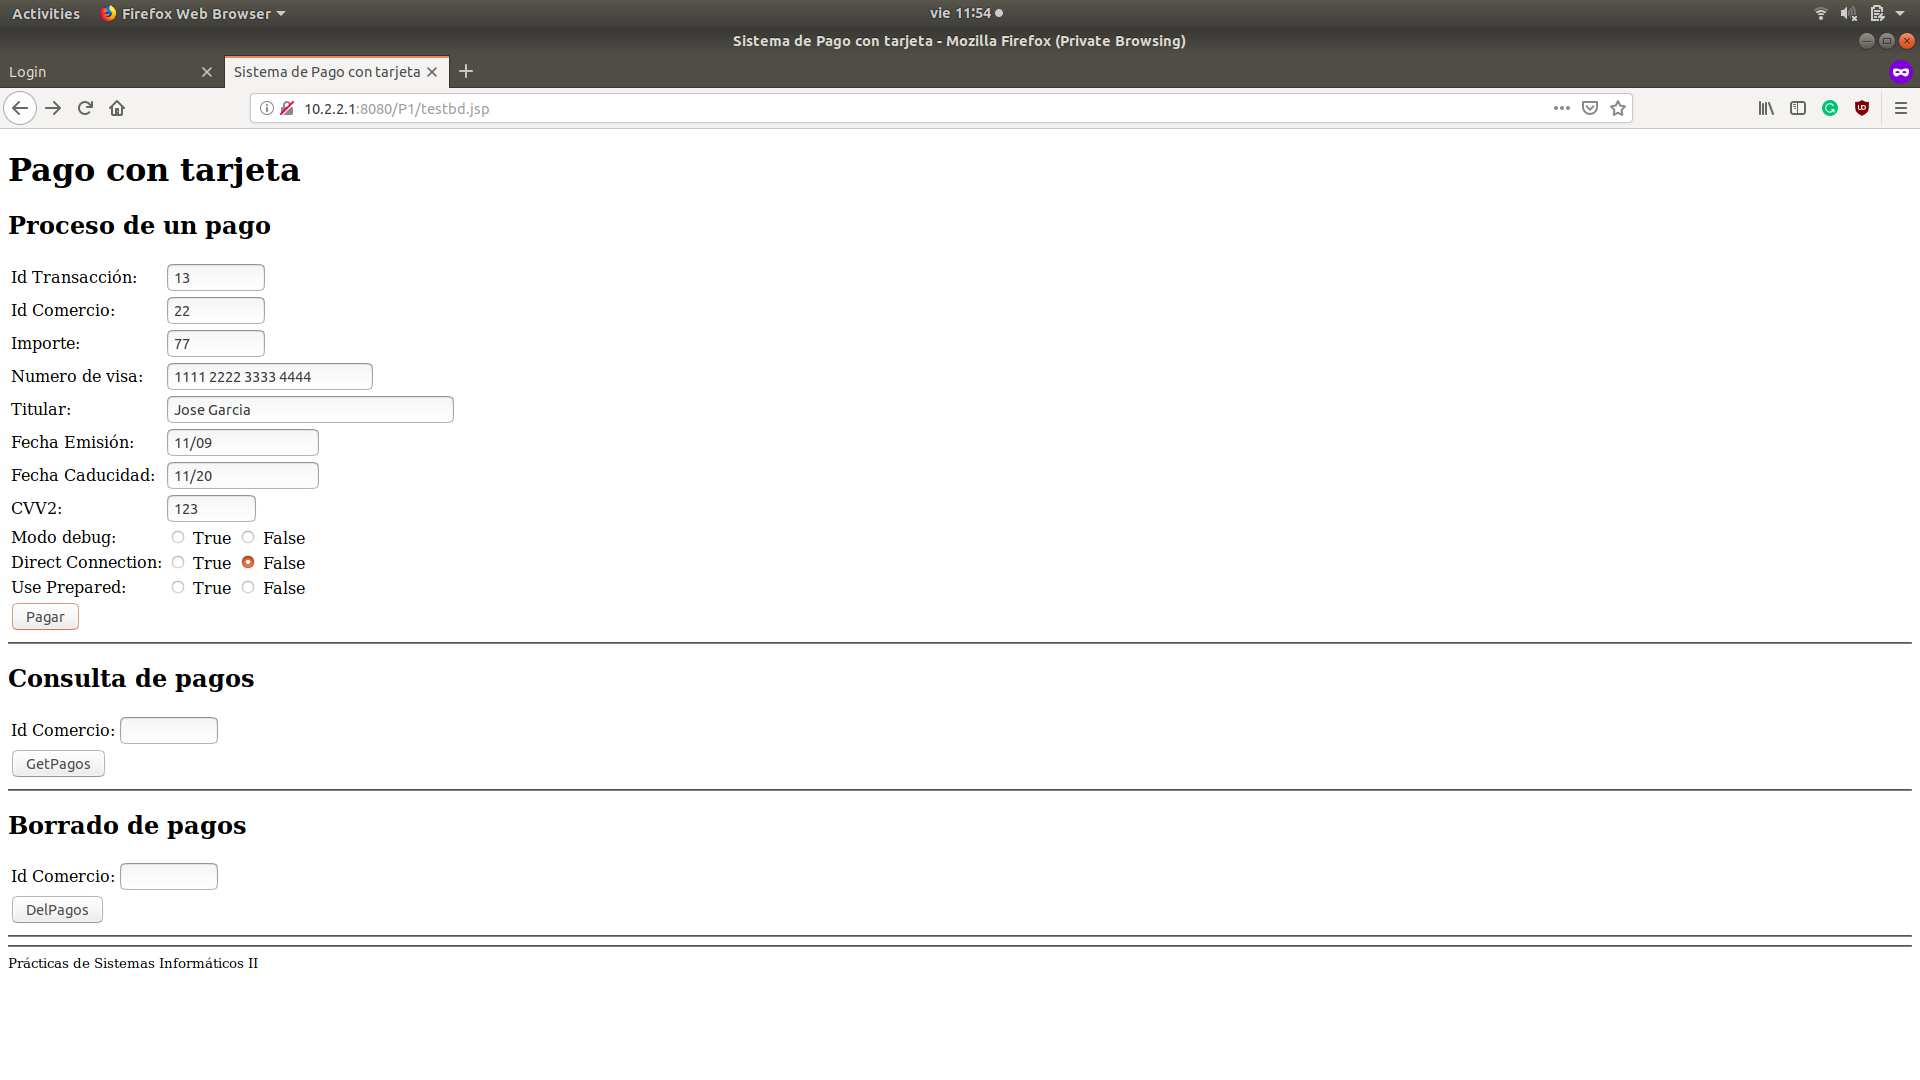 Activities Firefox Web Browser vie 11:54
Sistema de Pago con tarjeta - Mozilla Firefox (Private Browsing)
Login Sistema de Pago con tarjeta
10.2.2.1:8080/P1/testbd.jsp
Pago con tarjeta
Proceso de un pago
Id Transacción: 13
Id Comercio: 22
Importe: 77
Numero de visa: 1111 2222 3333 4444
Titular: Jose Garcia
Fecha Emisión: 11/09
Fecha Caducidad: 11/20
CVV2: 123
Modo debug: True False
Direct Connection: True False
Use Prepared: True False
Pagar
Consulta de pagos
Id Comercio:
GetPagos
Borrado de pagos
Id Comercio:
DelPagos
Prácticas de Sistemas Informáticos II